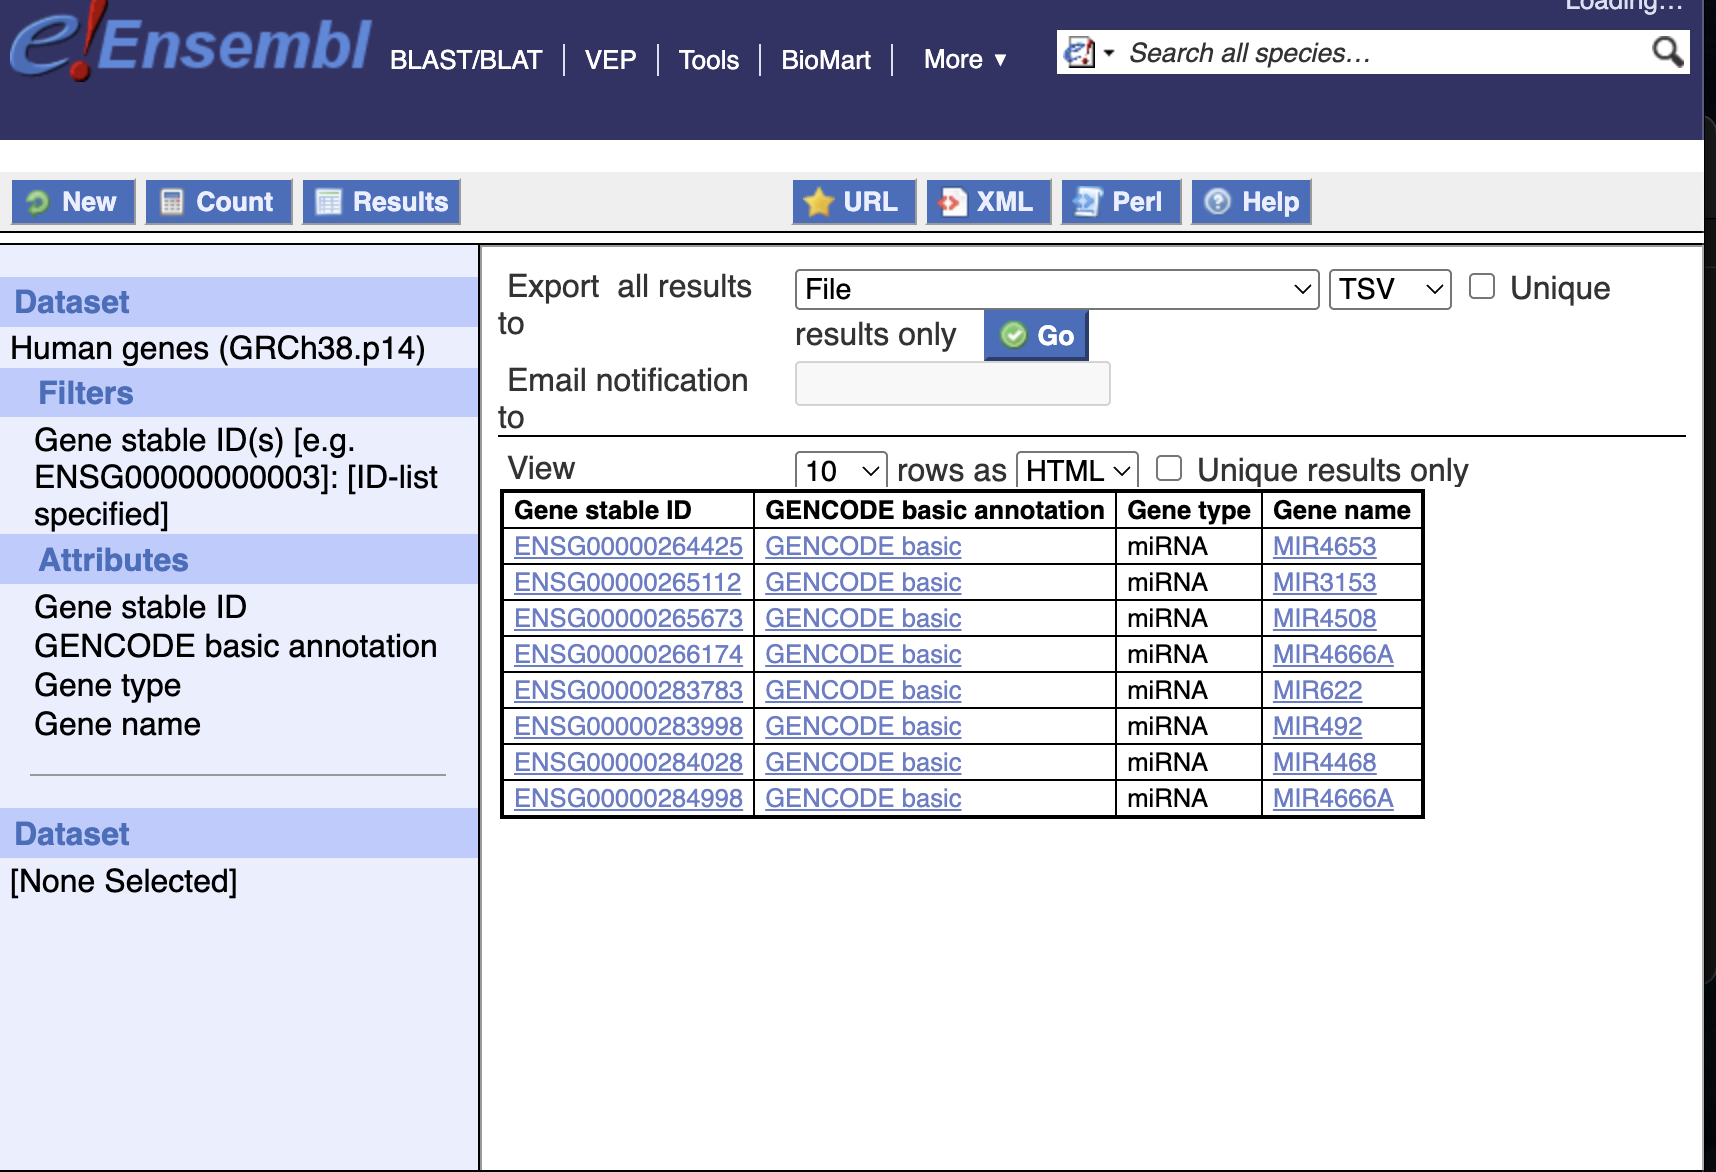 Loading...
e!Ensembl BLAST/BLAT VEP Tools BioMart More ▼ Search all species...
New Count Results URL XML Perl Help
Dataset
Human genes (GRCh38.p14)
Filters
Gene stable ID(s) [e.g.
ENSG00000000003]: [ID-list
specified]
Attributes
Gene stable ID
GENCODE basic annotation
Gene type
Gene name
Dataset
[None Selected]
Export all results
to
File TSV Unique
results only Go
Email notification
to
View 10 rows as HTML Unique results only
Gene stable ID GENCODE basic annotation Gene type Gene name
ENSG00000264425 GENCODE basic miRNA MIR4653
ENSG00000265112 GENCODE basic miRNA MIR3153
ENSG00000265673 GENCODE basic miRNA MIR4508
ENSG00000266174 GENCODE basic miRNA MIR4666A
ENSG00000283783 GENCODE basic miRNA MIR622
ENSG00000283998 GENCODE basic miRNA MIR492
ENSG00000284028 GENCODE basic miRNA MIR4468
ENSG00000284998 GENCODE basic miRNA MIR4666A